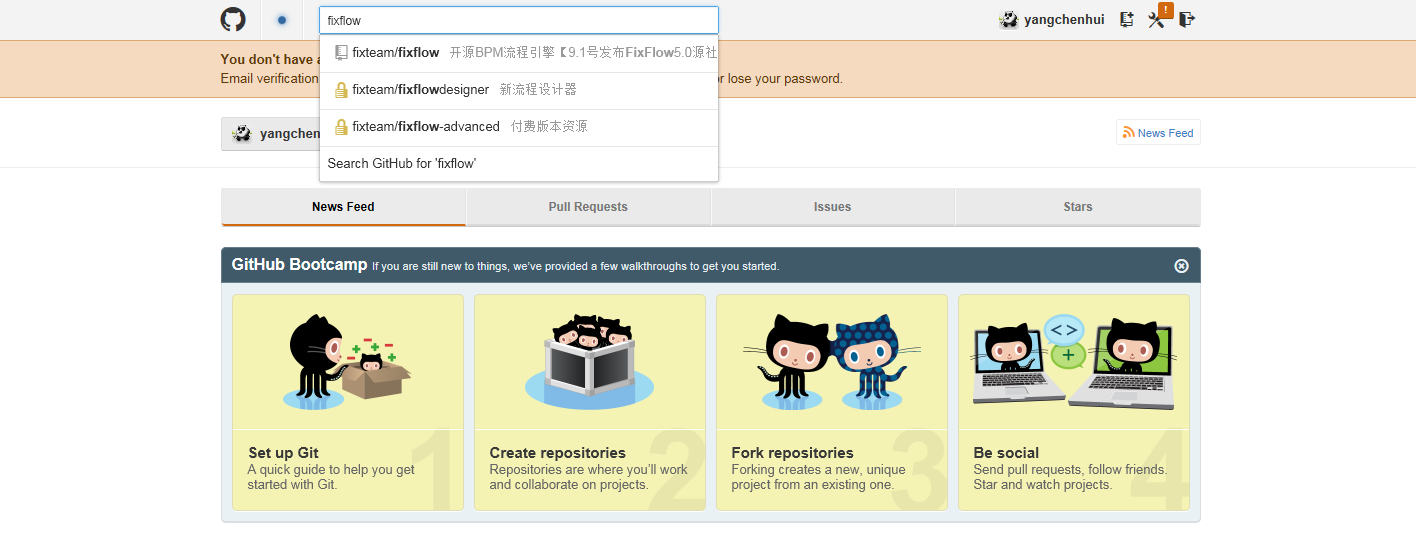 fixflow
yangchenhui
!
fixteam/fixflow 开源BPM流程引擎【9.1号发布FixFlow5.0源社
fixteam/fixflowdesigner 新流程设计器
fixteam/fixflow-advanced 付费版本资源
Search GitHub for 'fixflow'
You don't have a
Email verification
or lose your password.
yangchen
News Feed
News Feed
Pull Requests
Issues
Stars
GitHub Bootcamp If you are still new to things, we've provided a few walkthroughs to get you started.
1
Set up Git
A quick guide to help you get
started with Git.
2
Create repositories
Repositories are where you'll work
and collaborate on projects.
3
Fork repositories
Forking creates a new, unique
project from an existing one.
<>
+
4
Be social
Send pull requests, follow friends.
Star and watch projects.